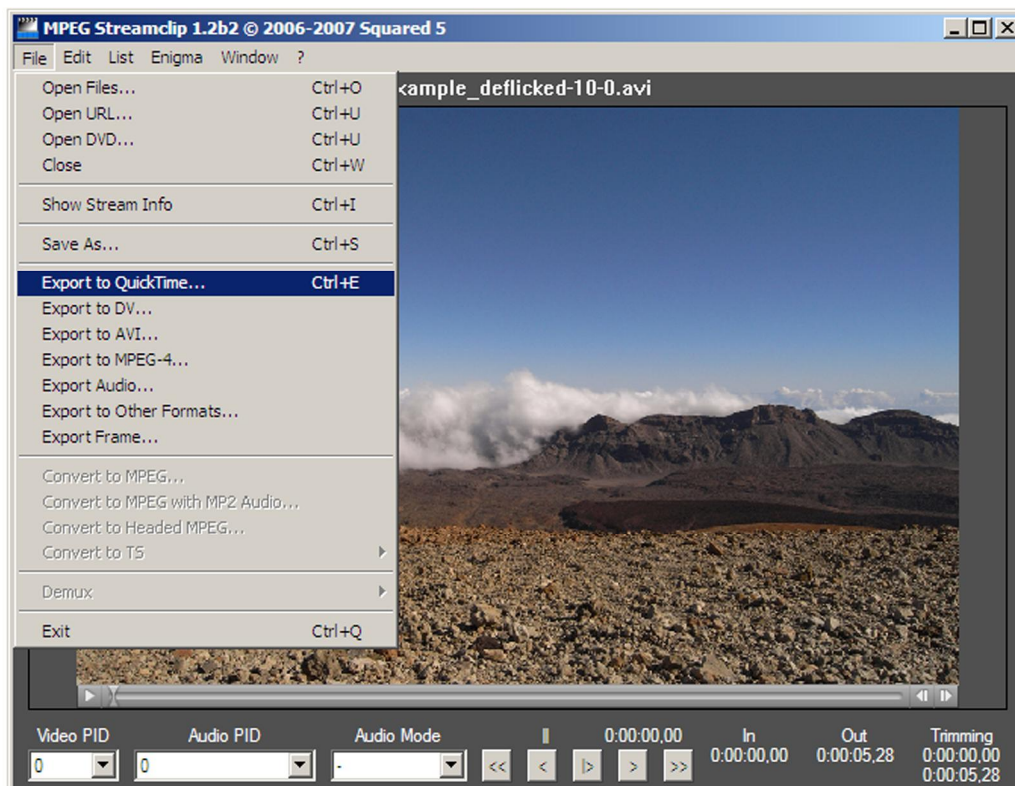 MPEG Streamclip 1.2b2 © 2006-2007 Squared 5
File Edit List Enigma Window ?
xample_deflicked-10-0.avi
Open Files... Ctrl+O
Open URL... Ctrl+U
Open DVD... Ctrl+U
Close Ctrl+W
Show Stream Info Ctrl+I
Save As... Ctrl+S
Export to QuickTime... Ctrl+E
Export to DV...
Export to AVI...
Export to MPEG-4...
Export Audio...
Export to Other Formats...
Export Frame...
Convert to MPEG...
Convert to MPEG with MP2 Audio...
Convert to Headed MPEG...
Convert to TS
Demux
Exit Ctrl+Q
Video PID Audio PID Audio Mode 0:00:00,00 In Out Trimming
0 0 - << < |> > >> 0:00:00,00 0:00:05,28 0:00:00,00
0:00:05,28